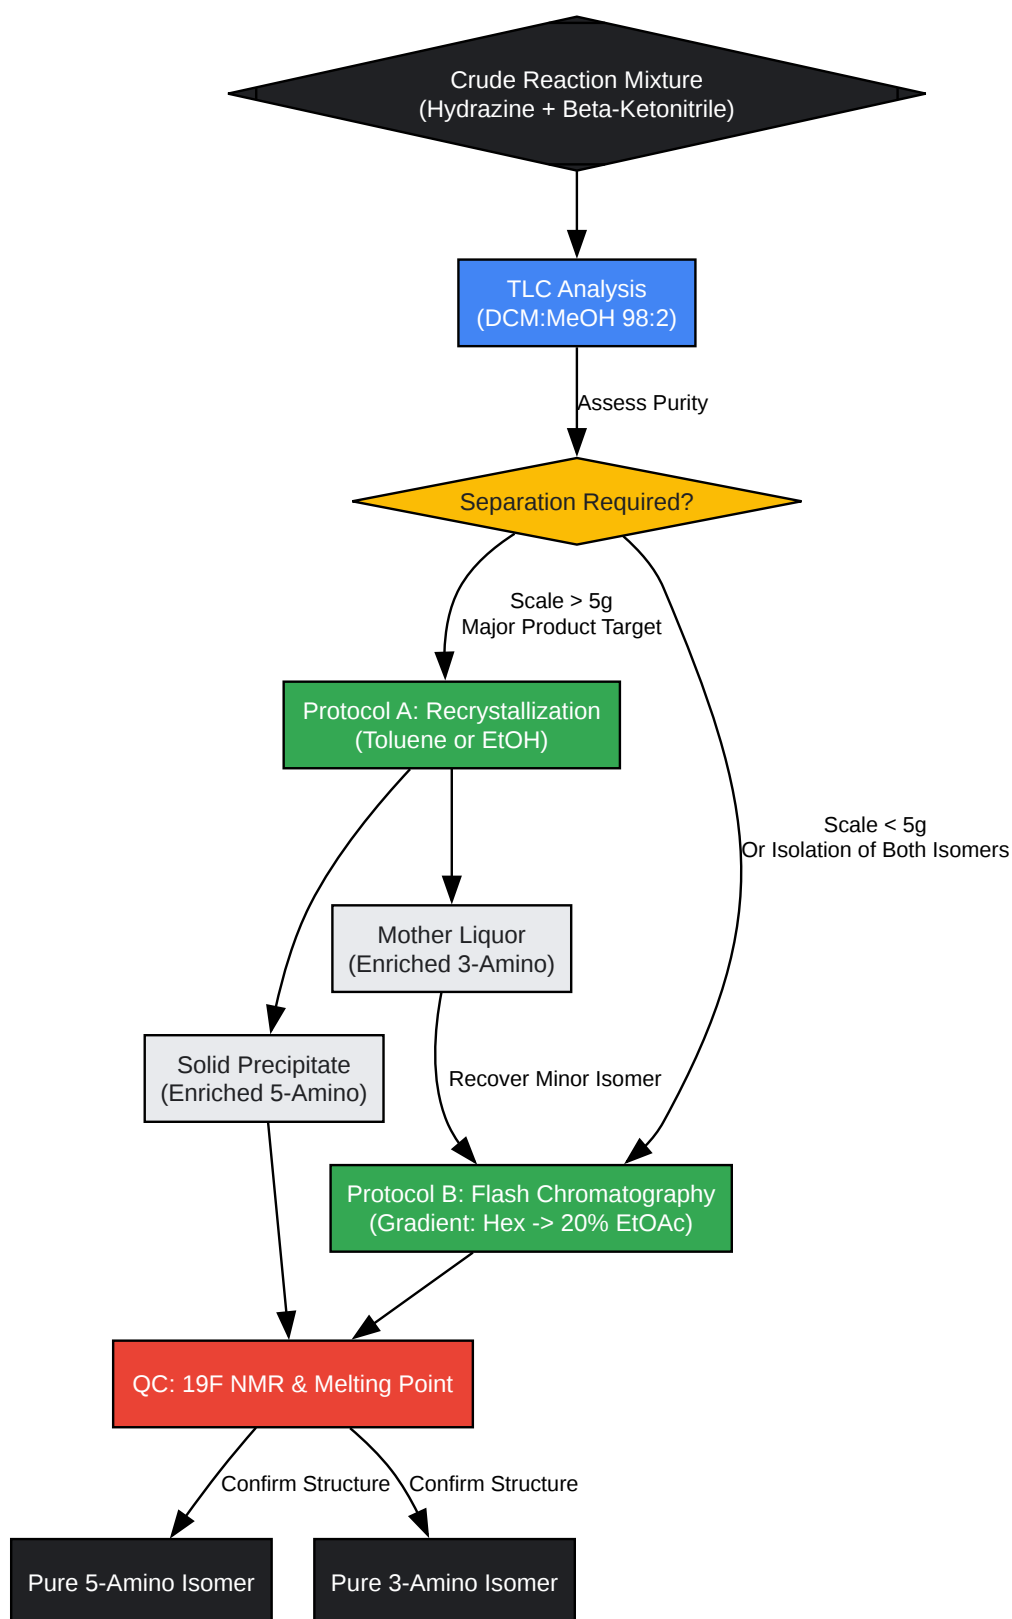 Crude Reaction Mixture
(Hydrazine + Beta-Ketonitrile)
TLC Analysis
(DCM:MeOH 98:2)
Assess Purity
Separation Required?
Scale > 5g
Major Product Target
Protocol A: Recrystallization
(Toluene or EtOH)
Scale < 5g
Or Isolation of Both Isomers
Mother Liquor
(Enriched 3-Amino)
Solid Precipitate
(Enriched 5-Amino)
Recover Minor Isomer
Protocol B: Flash Chromatography
(Gradient: Hex -> 20% EtOAc)
QC: 19F NMR & Melting Point
Confirm Structure
Confirm Structure
Pure 5-Amino Isomer
Pure 3-Amino Isomer